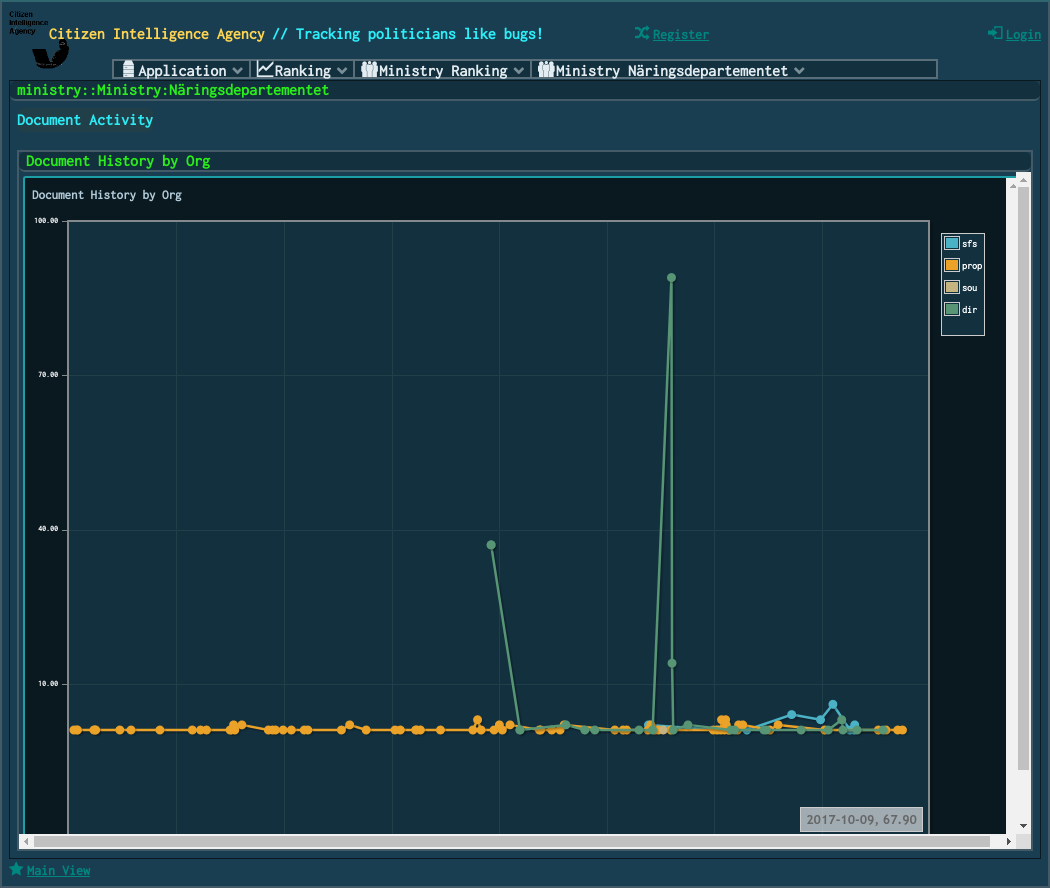 Citizen
Intelligence
Agency
Citizen Intelligence Agency // Tracking politicians like bugs!
Register
Login
Application
Ranking
Ministry Ranking
Ministry Näringsdepartementet
ministry::Ministry:Näringsdepartementet
Document Activity
Document History by Org
Document History by Org
100.00
sfs
prop
sou
dir
70.00
40.00
10.00
2017-10-09, 67.90
Main View